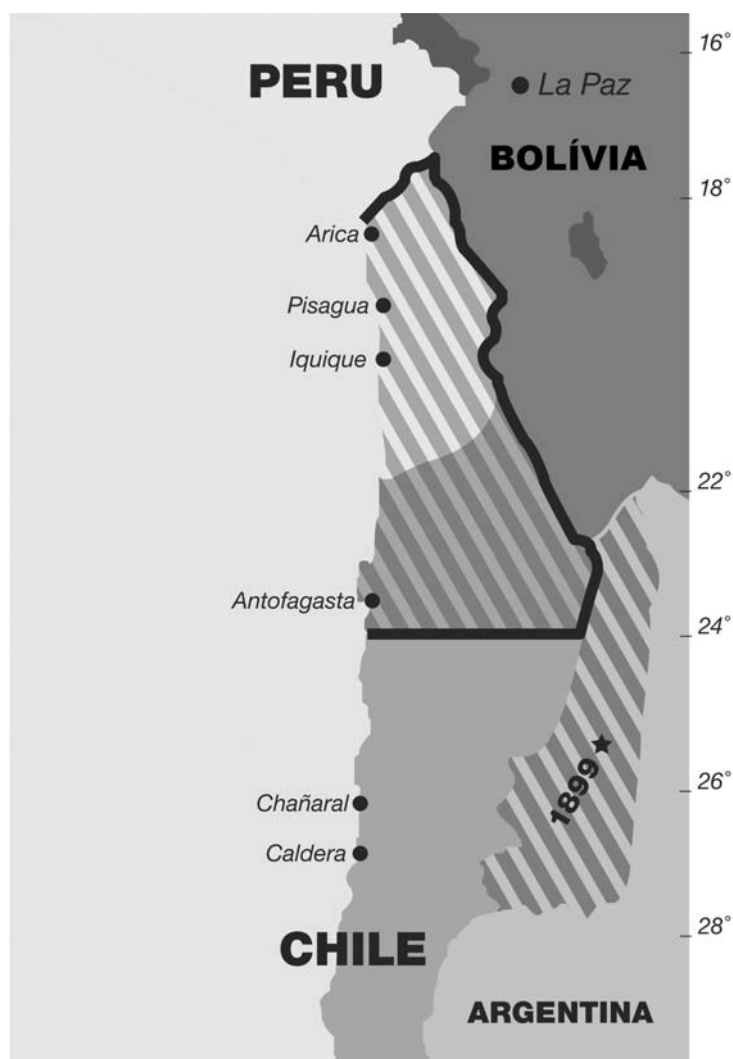 16°
PERU
La Paz
BOLÍVIA
18°
Arica
Pisagua
Iquique
22°
Antofagasta
24°
1899
26°
Chañaral
Caldera
28°
CHILE
ARGENTINA